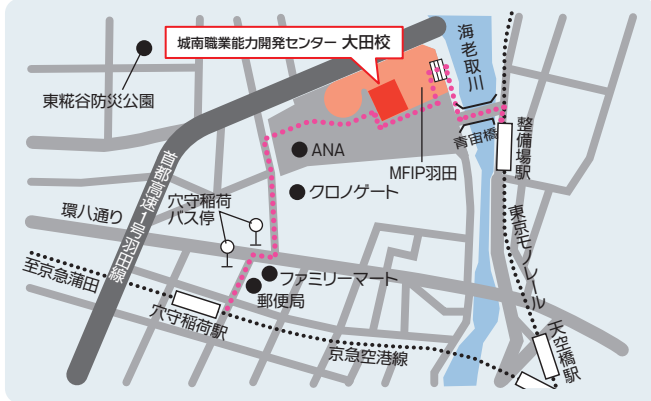 城南職業能力開発センター 大田校
海老取川
東糀谷防災公園
ANA
青宙橋
整備場駅
MFIP羽田
クロノゲート
穴守稲荷
バス停
首都高速1号羽田線
環八通り
東京モノレール
至京急蒲田
ファミリーマート
郵便局
穴守稲荷駅
京急空港線
天空橋駅